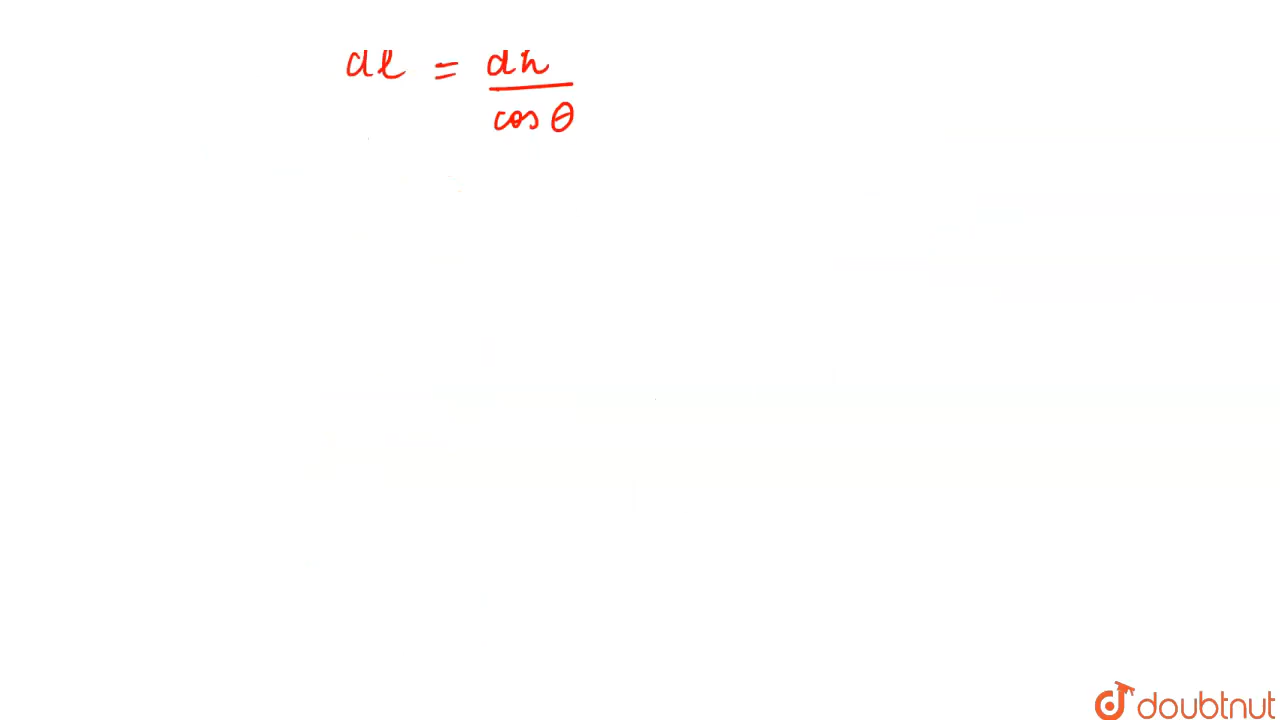 dl = dh
cos θ
doubtnut